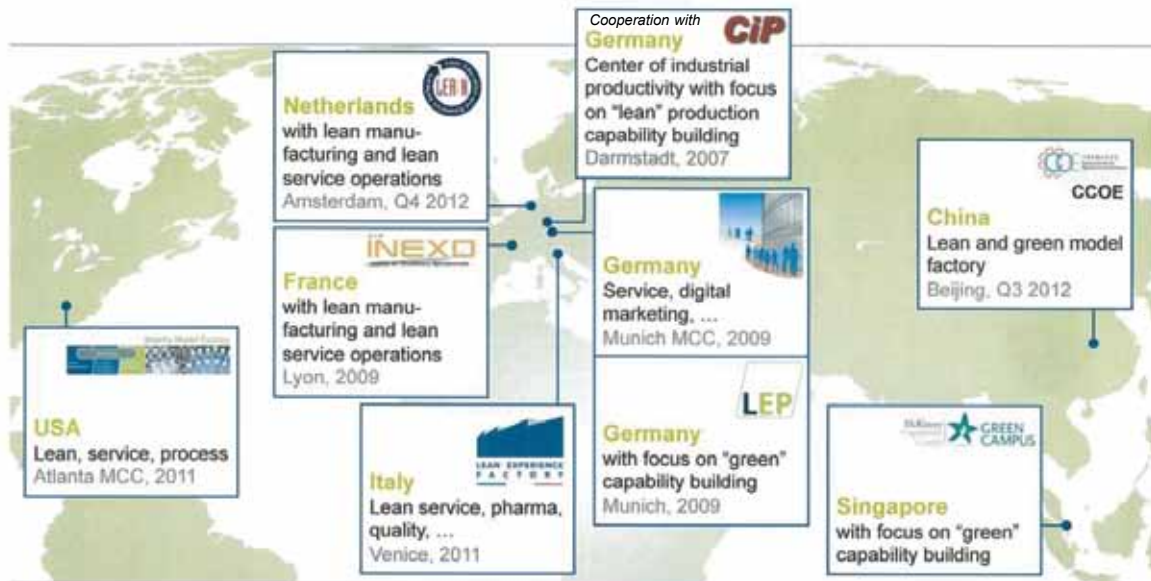 Cooperation with
Germany
CiP
Center of industrial
productivity with focus
on “lean” production
capability building
Darmstadt, 2007
Netherlands
with lean manu-
facturing and lean
service operations
Amsterdam, Q4 2012
CCOE
China
Lean and green model
factory
Beijing, Q3 2012
iNEXO
France
with lean manu-
facturing and lean
service operations
Lyon, 2009
Germany
Service, digital
marketing, ...
Munich MCC, 2009
USA
Lean, service, process
Atlanta MCC, 2011
LEAN EXPERIENCE
FACTORY
Italy
Lean service, pharma,
quality, ...
Venice, 2011
LEP
Germany
with focus on “green”
capability building
Munich, 2009
GREEN
CAMPUS
Singapore
with focus on “green”
capability building